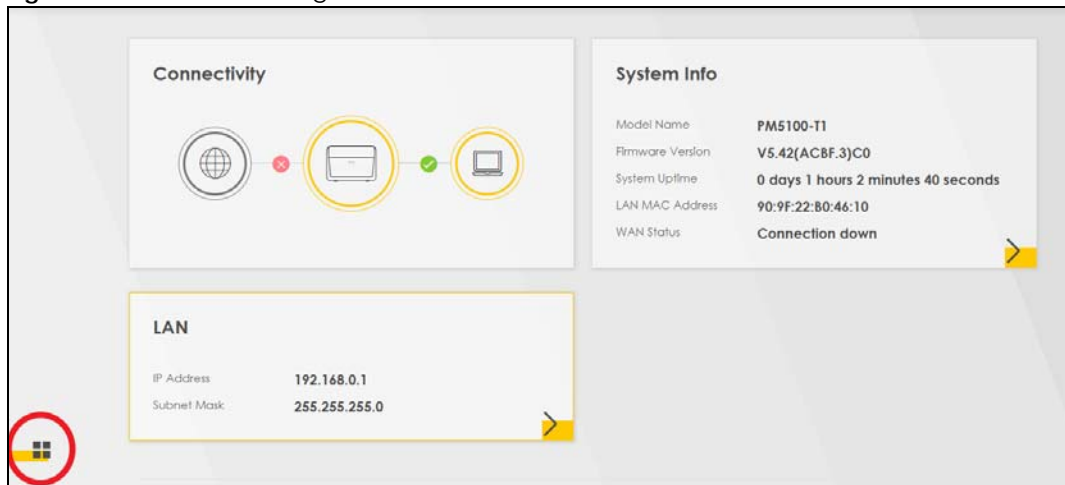 Connectivity
System Info
Model Name PM5100-T1
Firmware Version V5.42(ACBF.3)C0
System Uptime 0 days 1 hours 2 minutes 40 seconds
LAN MAC Address 90:9F:22:B0:46:10
WAN Status Connection down
LAN
IP Address 192.168.0.1
Subnet Mask 255.255.255.0